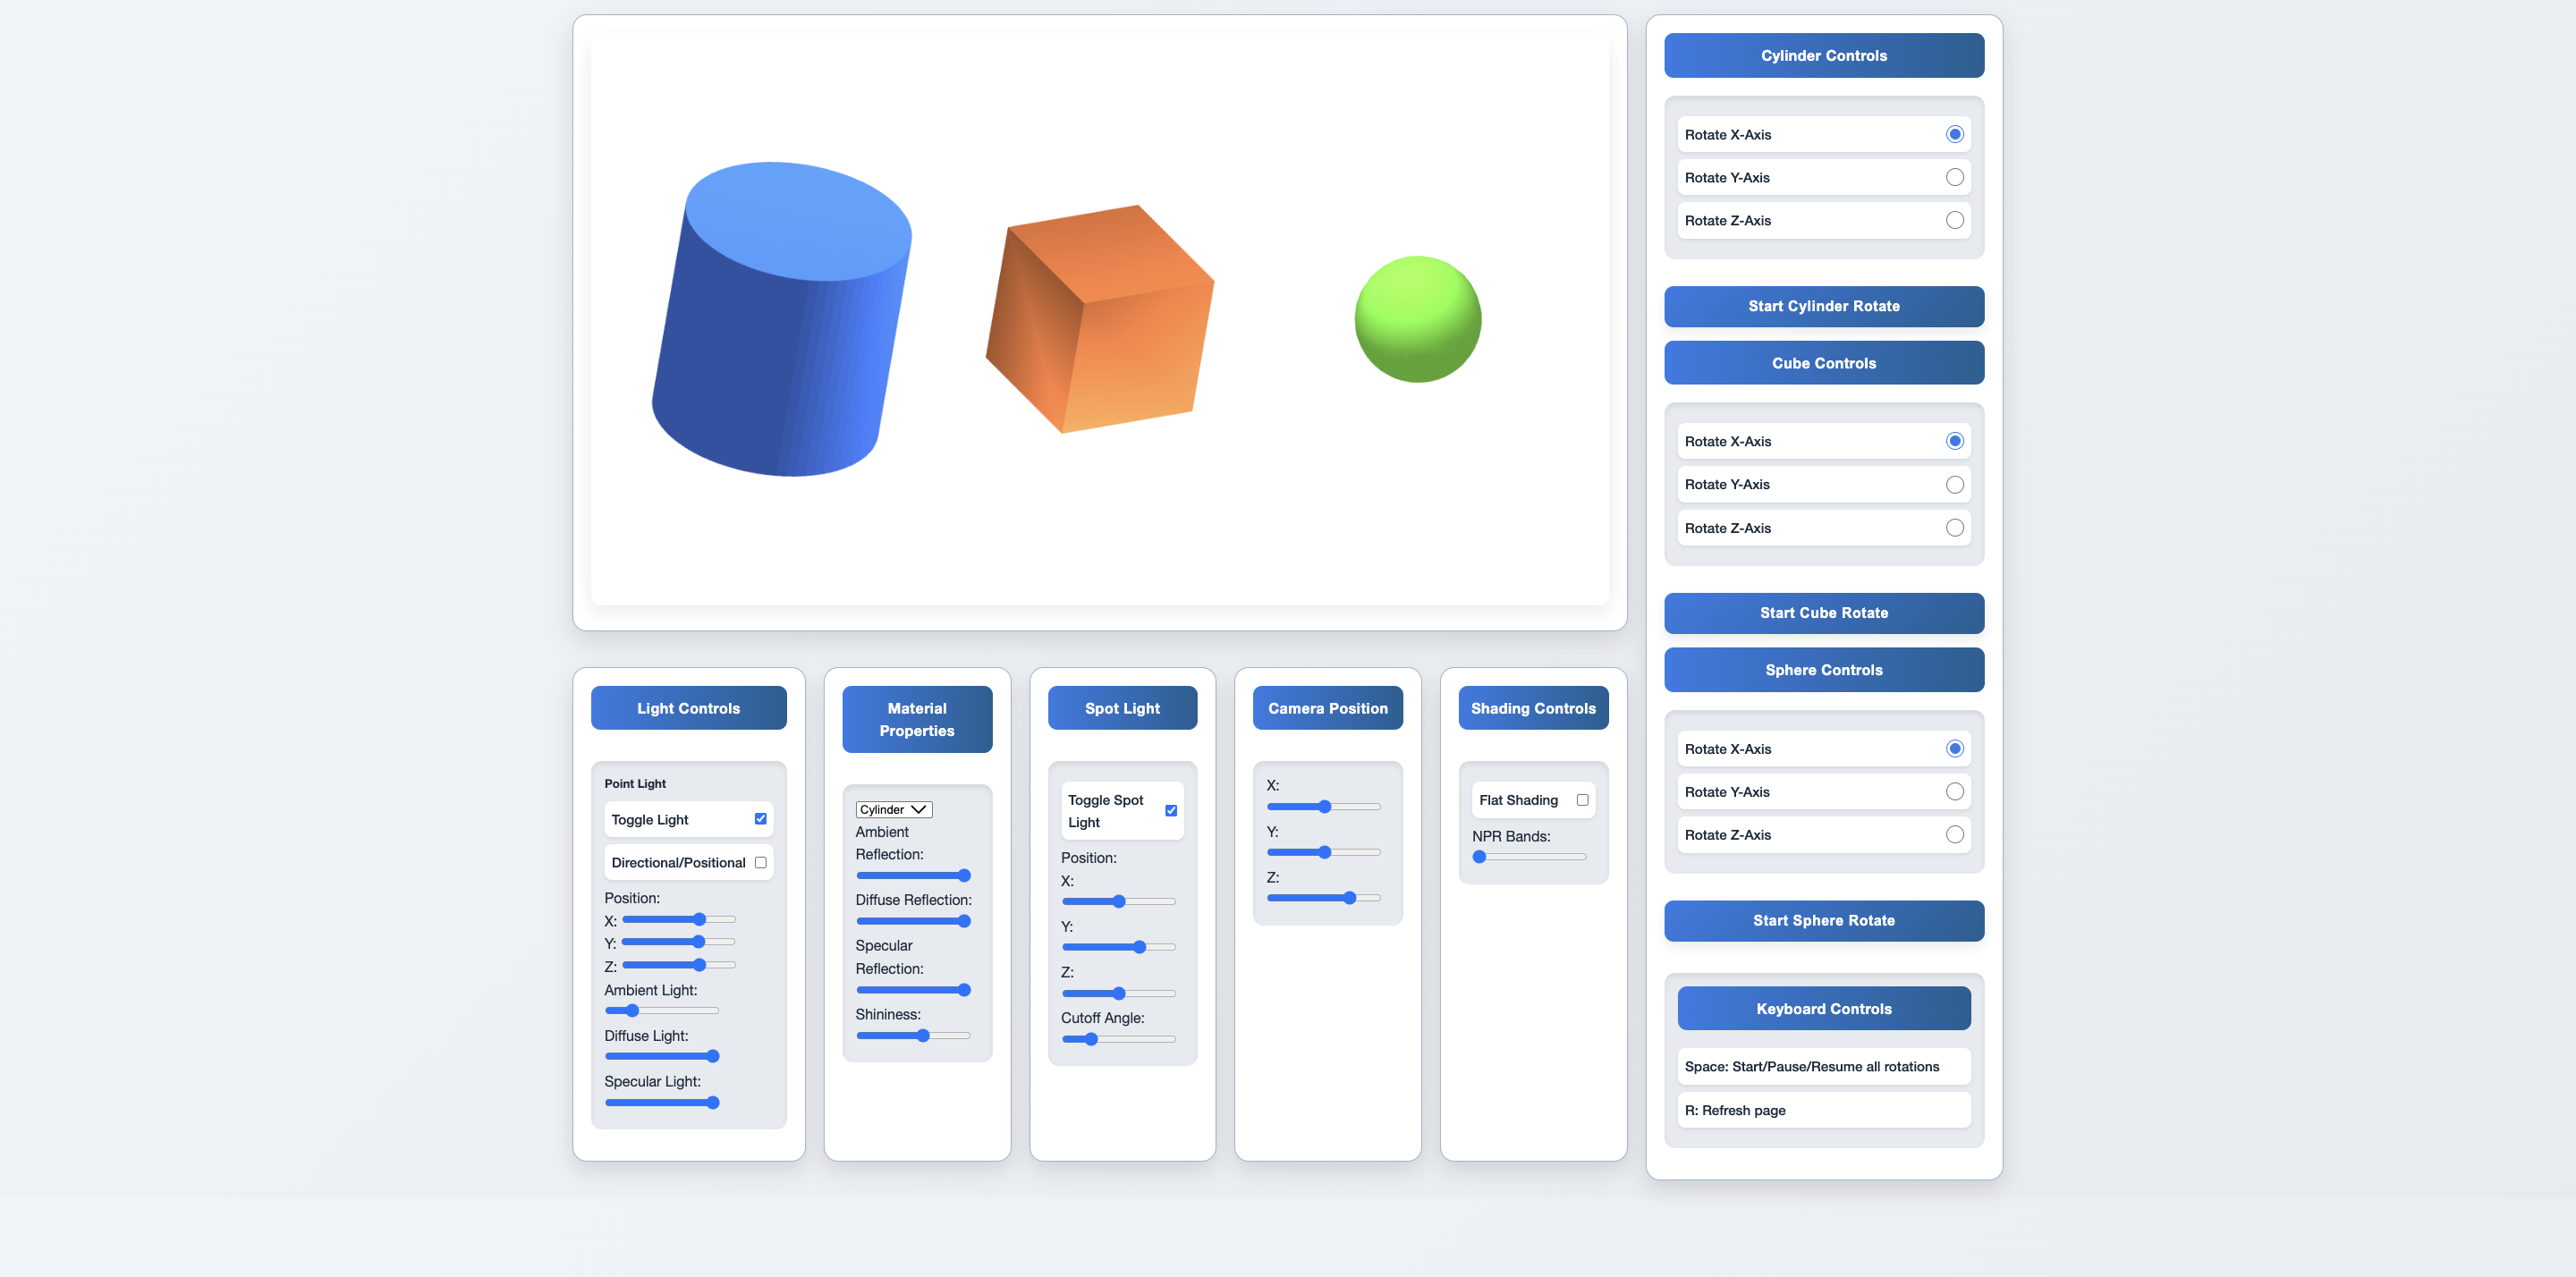 Cylinder Controls
Rotate X-Axis
Rotate Y-Axis
Rotate Z-Axis
Start Cylinder Rotate
Cube Controls
Rotate X-Axis
Rotate Y-Axis
Rotate Z-Axis
Start Cube Rotate
Sphere Controls
Rotate X-Axis
Rotate Y-Axis
Rotate Z-Axis
Start Sphere Rotate
Keyboard Controls
Space: Start/Pause/Resume all rotations
R: Refresh page
Light Controls
Point Light
Toggle Light
Directional/Positional
Position:
X:
Y:
Z:
Ambient Light:
Diffuse Light:
Specular Light:
Material
Properties
Cylinder
Ambient
Reflection:
Diffuse Reflection:
Specular
Reflection:
Shininess:
Spot Light
Toggle Spot
Light
Position:
X:
Y:
Z:
Cutoff Angle:
Camera Position
X:
Y:
Z:
Shading Controls
Flat Shading
NPR Bands: